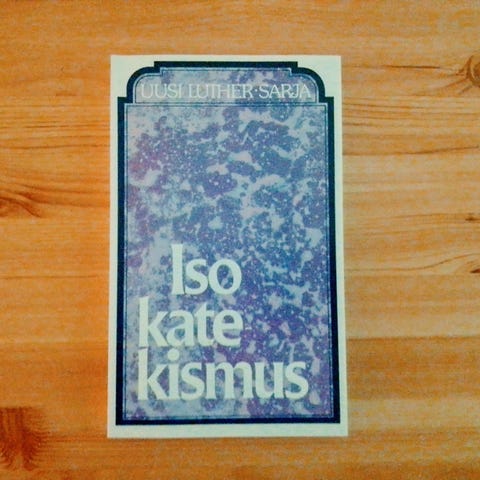 UUSI LUTHER·SARJA
Iso
kate
kismus